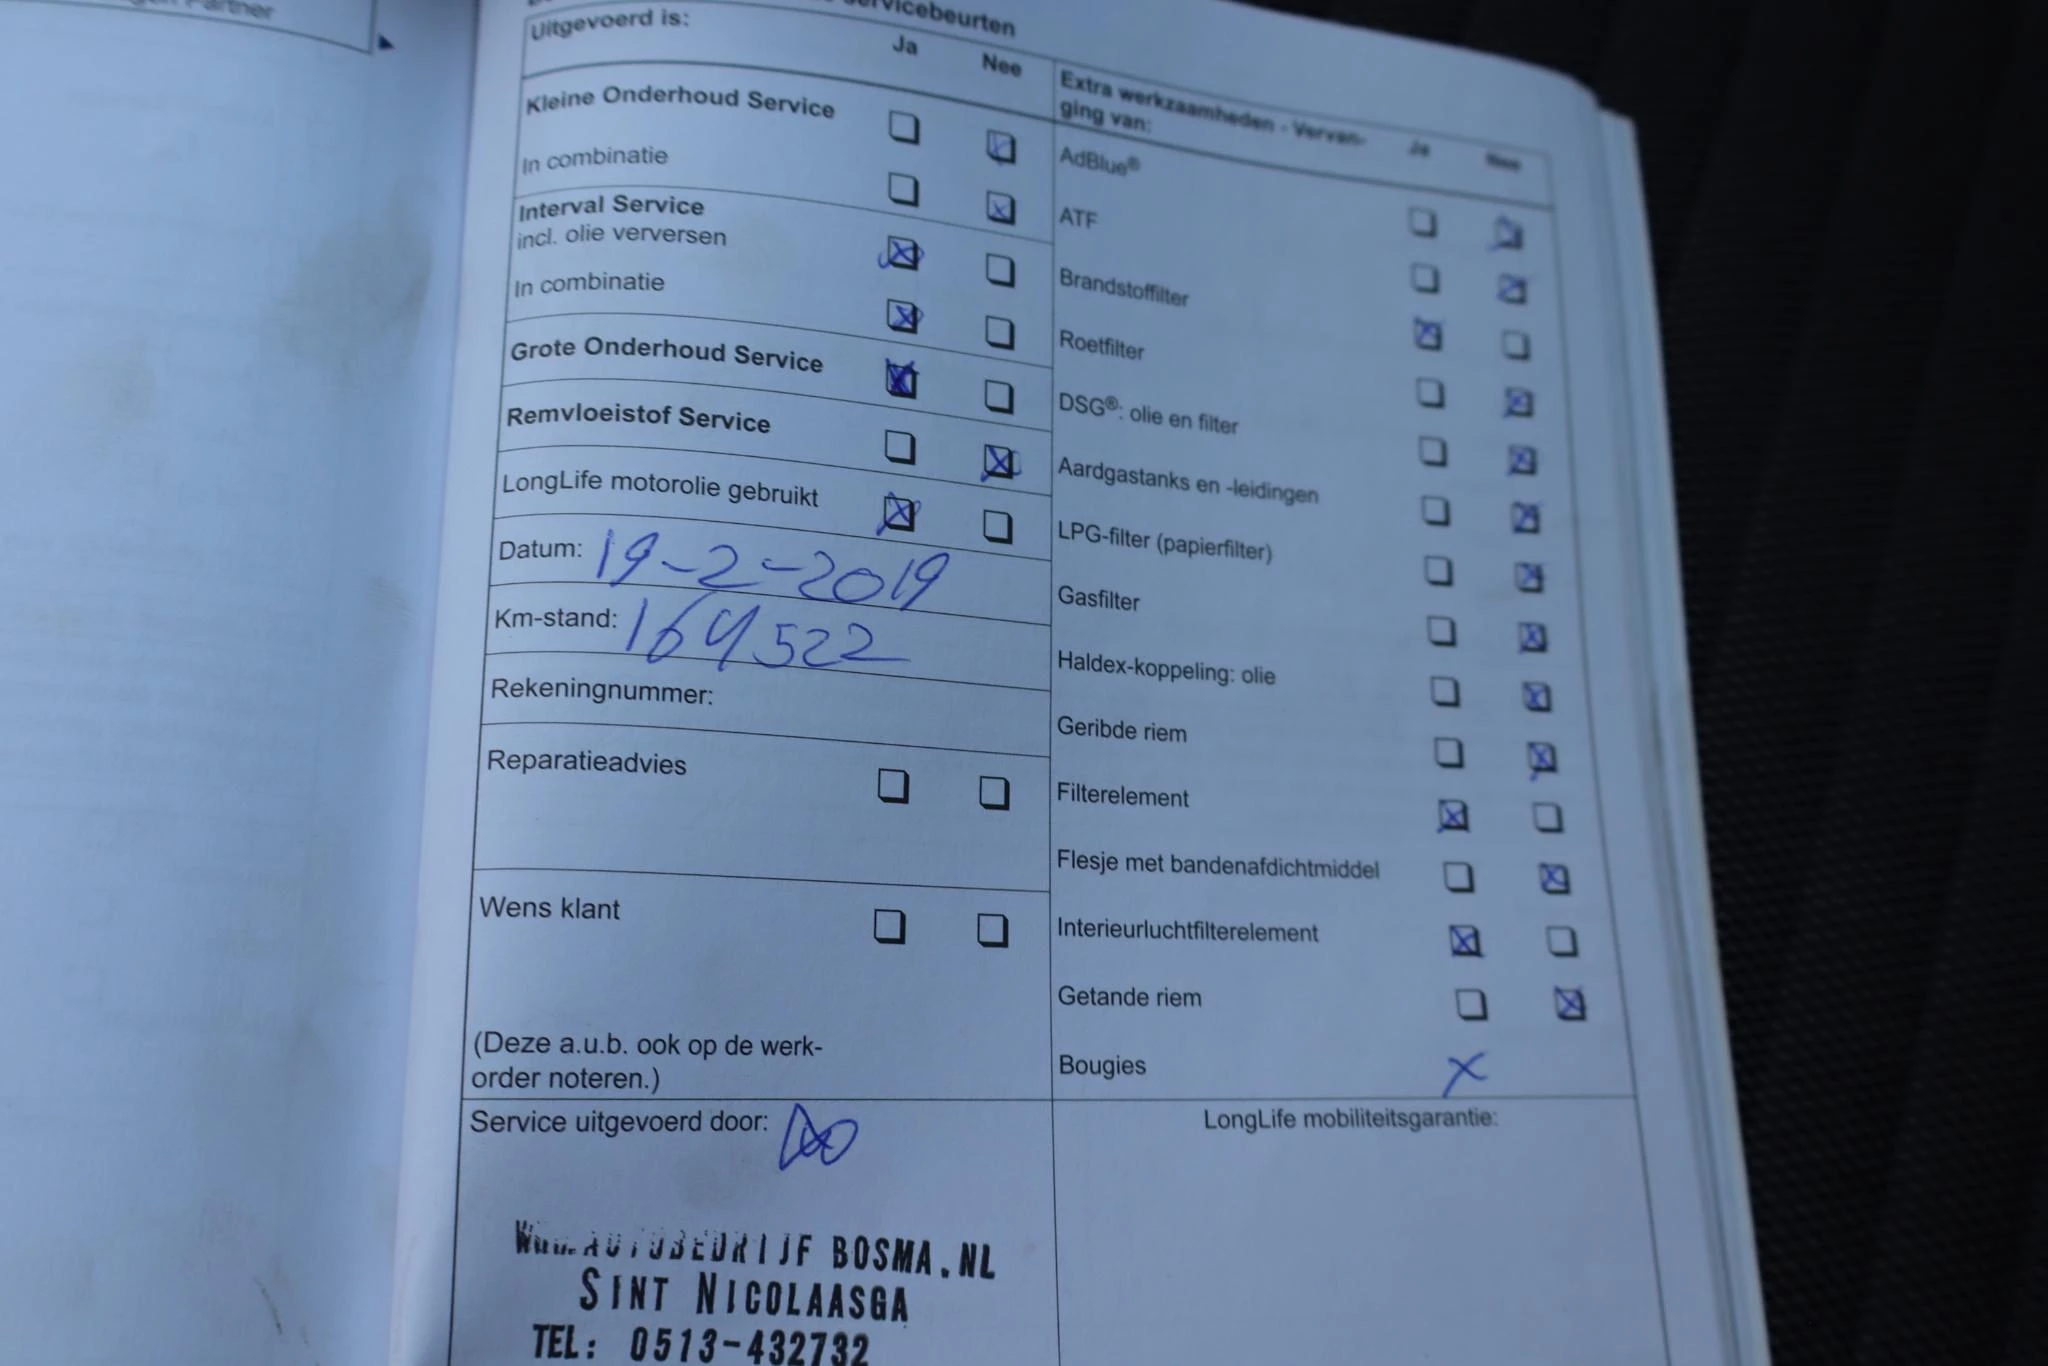 Partner
servicebeurten
Uitgevoerd is:
Ja
Nee
Kleine Onderhoud Service
In combinatie
Interval Service
incl. olie verversen
In combinatie
Grote Onderhoud Service
Remvloeistof Service
LongLife motorolie gebruikt
Datum: 19-2-2019
Km-stand: 164522
Rekeningnummer:
Reparatieadvies
Wens klant
(Deze a.u.b. ook op de werk-
order noteren.)
Service uitgevoerd door:
AUTOBEDRIJF BOSMA.NL
SINT NICOLAASGA
TEL: 0513-432732
Extra werkzaamheden - Vervan-
ging van:
Ja
Nee
AdBlue®
ATF
Brandstoffilter
Roetfilter
DSG®: olie en filter
Aardgastanks en -leidingen
LPG-filter (papierfilter)
Gasfilter
Haldex-koppeling: olie
Geribde riem
Filterelement
Flesje met bandenafdichtmiddel
Interieurluchtfilterelement
Getande riem
Bougies
LongLife mobiliteitsgarantie: